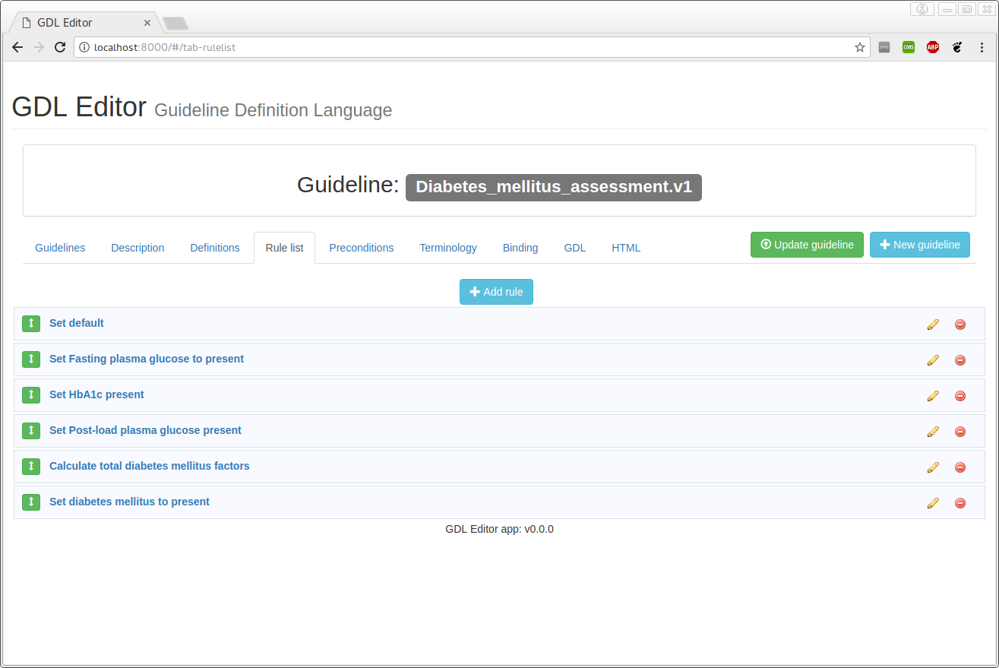 GDL Editor
localhost:8000/#/tab-rulelist
CORS
ABP
GDL Editor Guideline Definition Language
Guideline: Diabetes_mellitus_assessment.v1
Guidelines Description Definitions Rule list Preconditions Terminology Binding GDL HTML Update guideline New guideline
Add rule
Set default
Set Fasting plasma glucose to present
Set HbA1c present
Set Post-load plasma glucose present
Calculate total diabetes mellitus factors
Set diabetes mellitus to present
GDL Editor app: v0.0.0